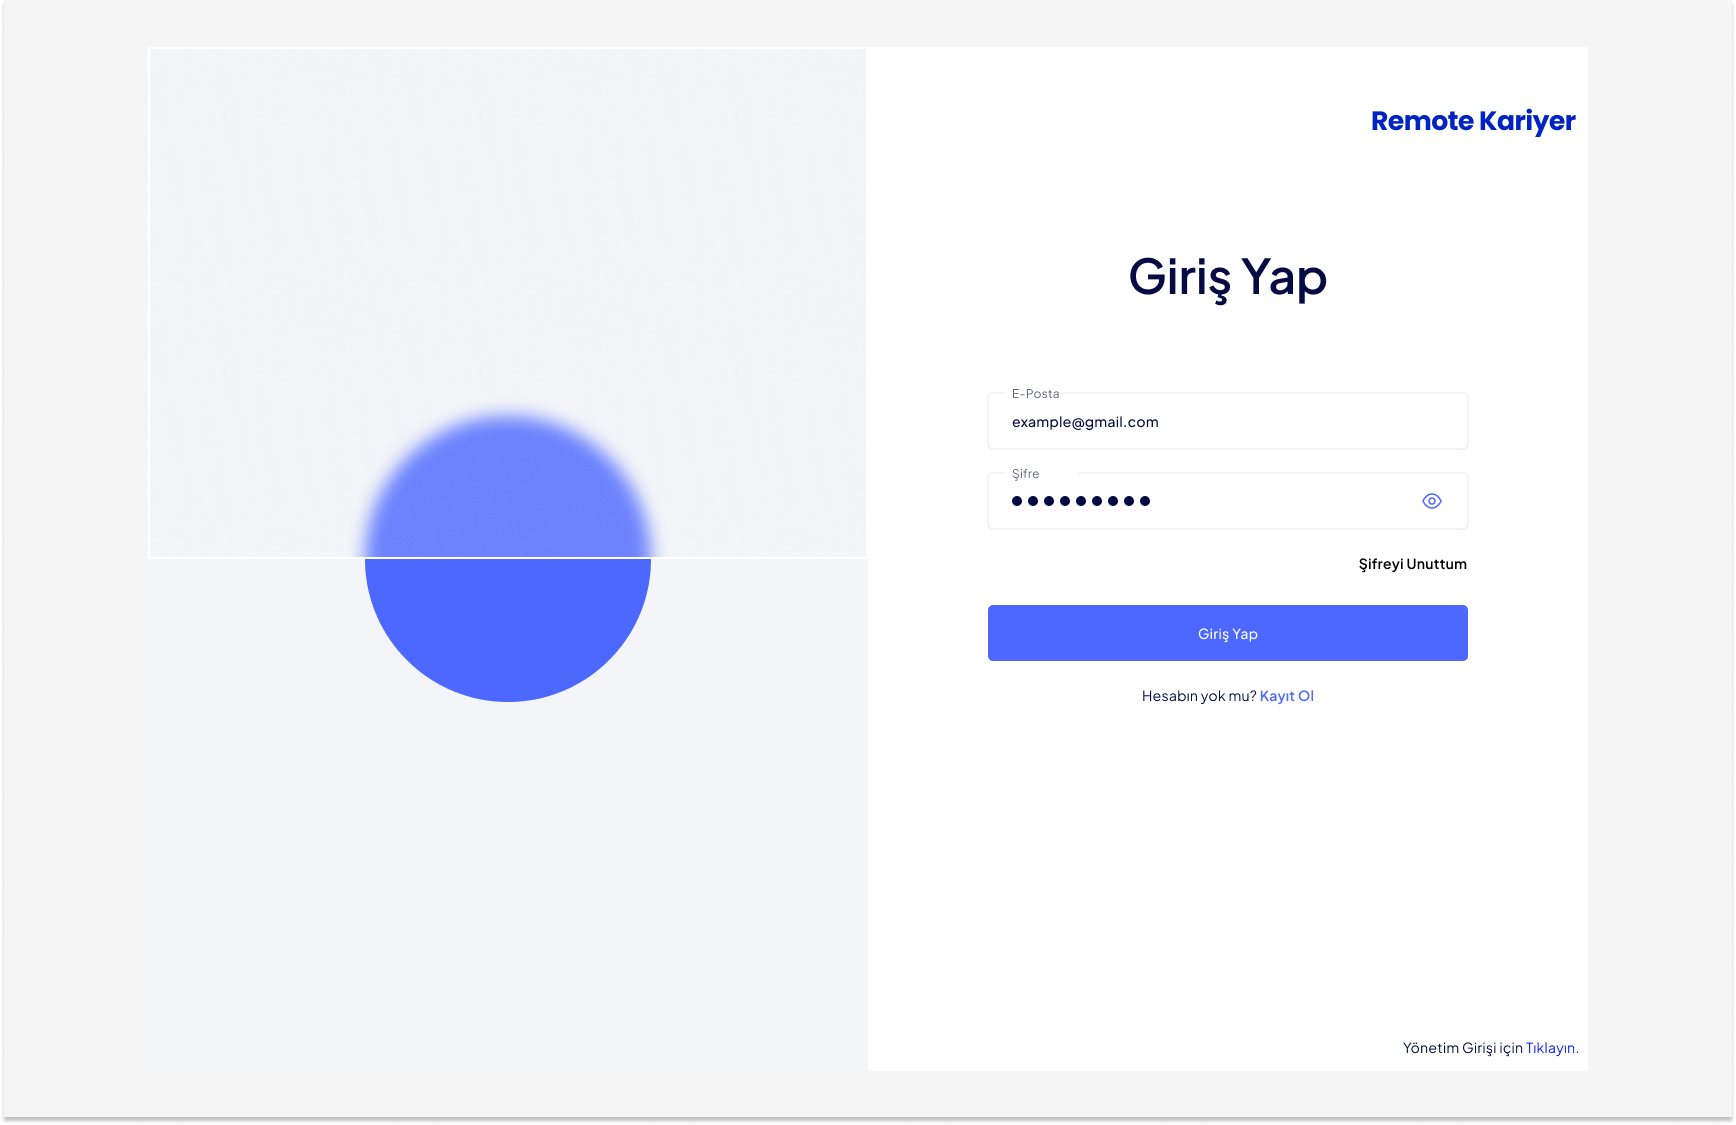 Remote Kariyer
Giriş Yap
E-Posta
example@gmail.com
Şifre
Şifreyi Unuttum
Giriş Yap
Hesabın yok mu? Kayıt Ol
Yönetim Girişi için Tıklayın.